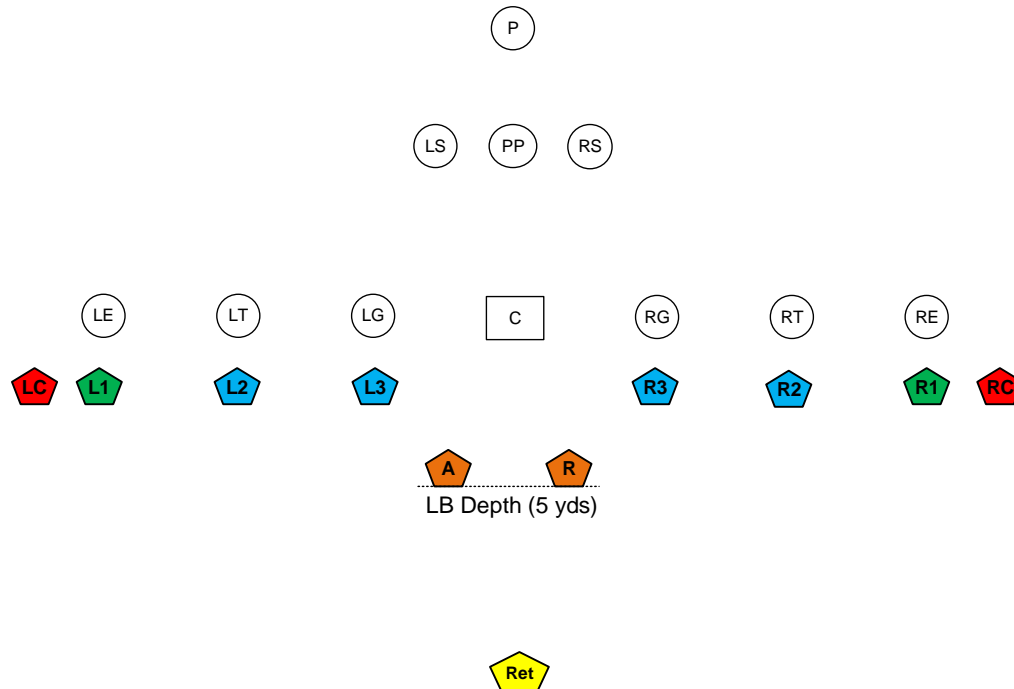 P
LS PP RS
LE LT LG C RG RT RE
LC L1 L2 L3 R3 R2 R1 RC
A R
LB Depth (5 yds)
Ret